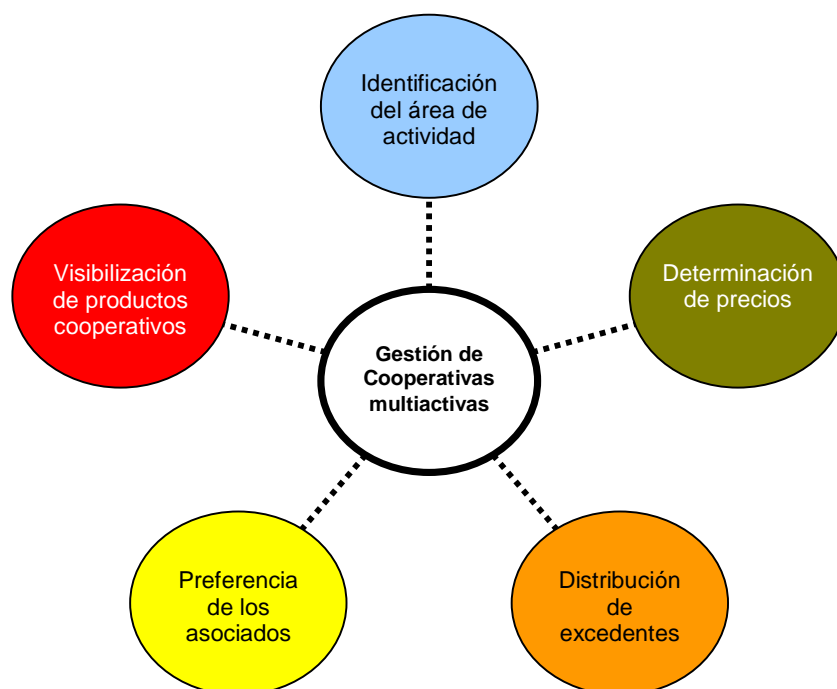 Identificación
del área de
actividad
Visibilización
de productos
cooperativos
Determinación
de precios
Gestión de
Cooperativas
multiactivas
Preferencia
de los
asociados
Distribución
de
excedentes